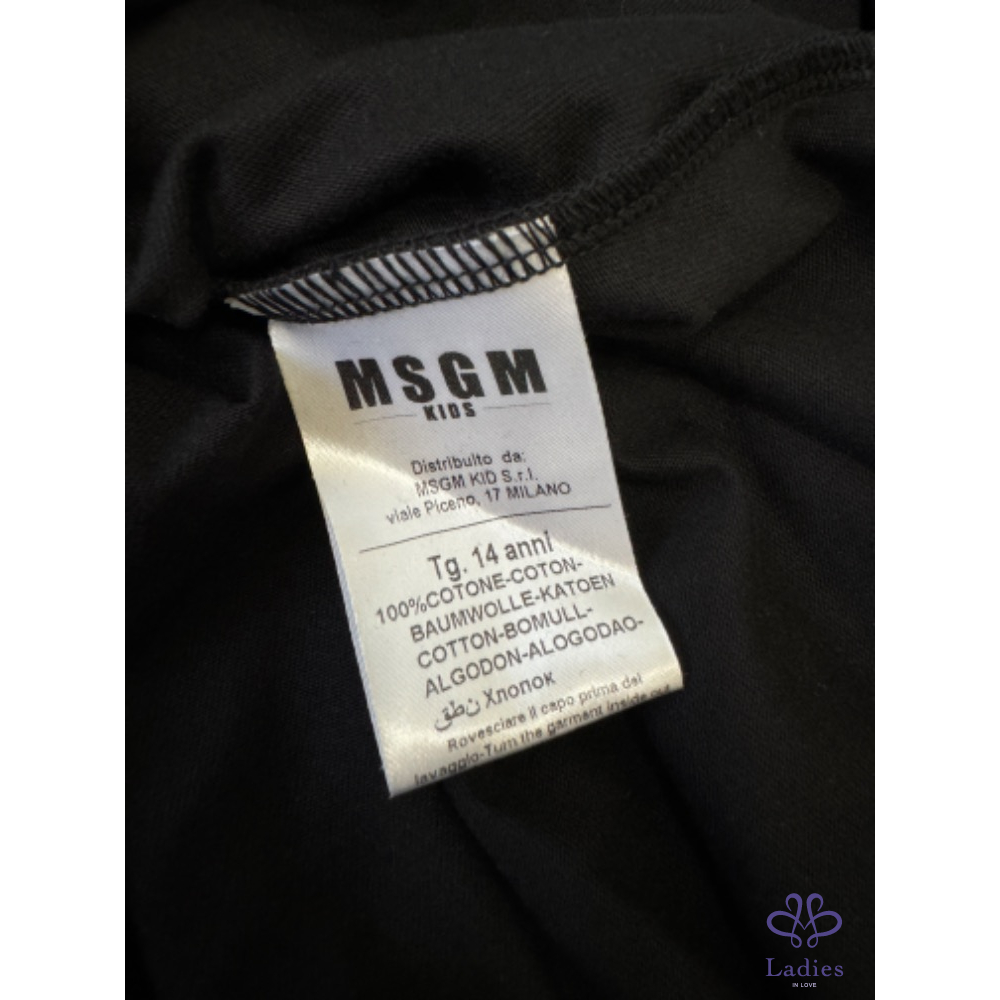 MSGM
KIDS
Distribuito da:
MSGM KID S.r.l.
viale Piceno, 17 MILANO
Tg. 14 anni
100%COTONE-COTON-
BAUMWOLLE-KATOEN
COTTON-BOMULL-
ALGODON-ALOGODAO-
قطن Хлопок
Rovesciare il capo prima del
lavaggio-Turn the garment inside out
Ladies
IN LOVE